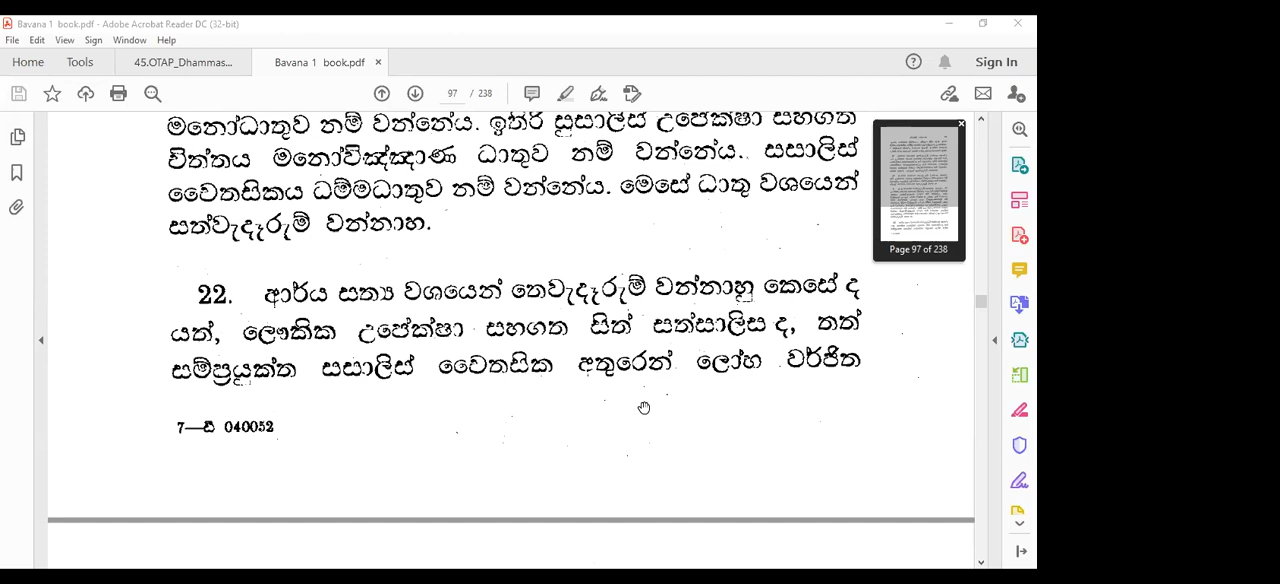 Bavana 1 book.pdf - Adobe Acrobat Reader DC (32-bit)
File Edit View Sign Window Help
Home Tools 45.OTAP_Dhammas... Bavana 1 book.pdf × ? Sign In
97 / 238
මනෝධාතුව නම් වන්නේය. ඉතිරි සුසාලිස් උපේක්ෂා සහගත
චිත්තය මනෝවිඤ්ඤාණ ධාතුව නම් වන්නේය. සසාලිස්
චෛතසිකය ධම්මධාතුව නම් වන්නේය. මෙසේ ධාතු වශයෙන්
සත්වැදෑරුම් වන්නාහ.
Page 97 of 238
22. ආර්ය සත්‍ය වශයෙන් තෙවැදෑරුම් වන්නාහු කෙසේ ද
යත්, ලෞකික උපේක්ෂා සහගත සිත් සත්සාලිස ද, තත්
සම්ප්‍රයුක්ත සසාලිස් චෛතසික අතුරෙන් ලෝභ වර්ජිත
7—ඩී 040052